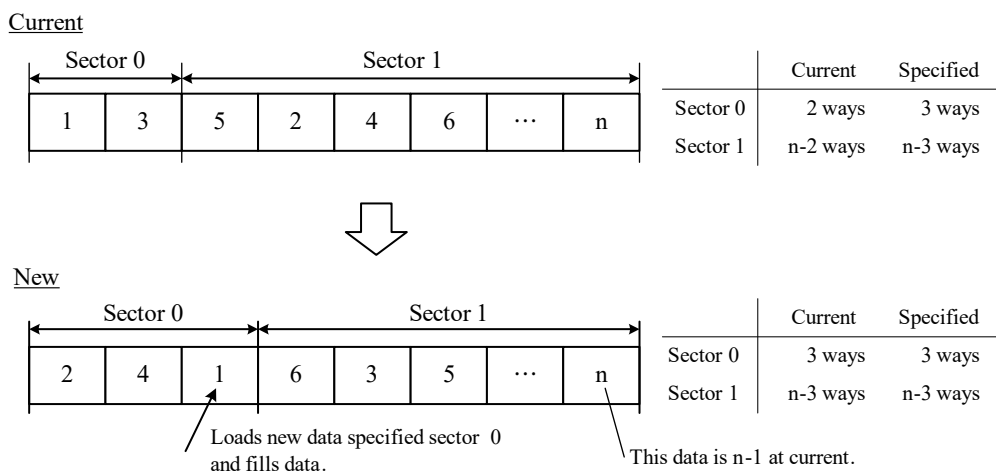 Current
Sector 0 Sector 1
1 3 5 2 4 6 ... n
Current Specified
Sector 0 2 ways 3 ways
Sector 1 n-2 ways n-3 ways
New
Sector 0 Sector 1
2 4 1 6 3 5 ... n
Current Specified
Sector 0 3 ways 3 ways
Sector 1 n-3 ways n-3 ways
Loads new data specified sector 0
and fills data.
This data is n-1 at current.